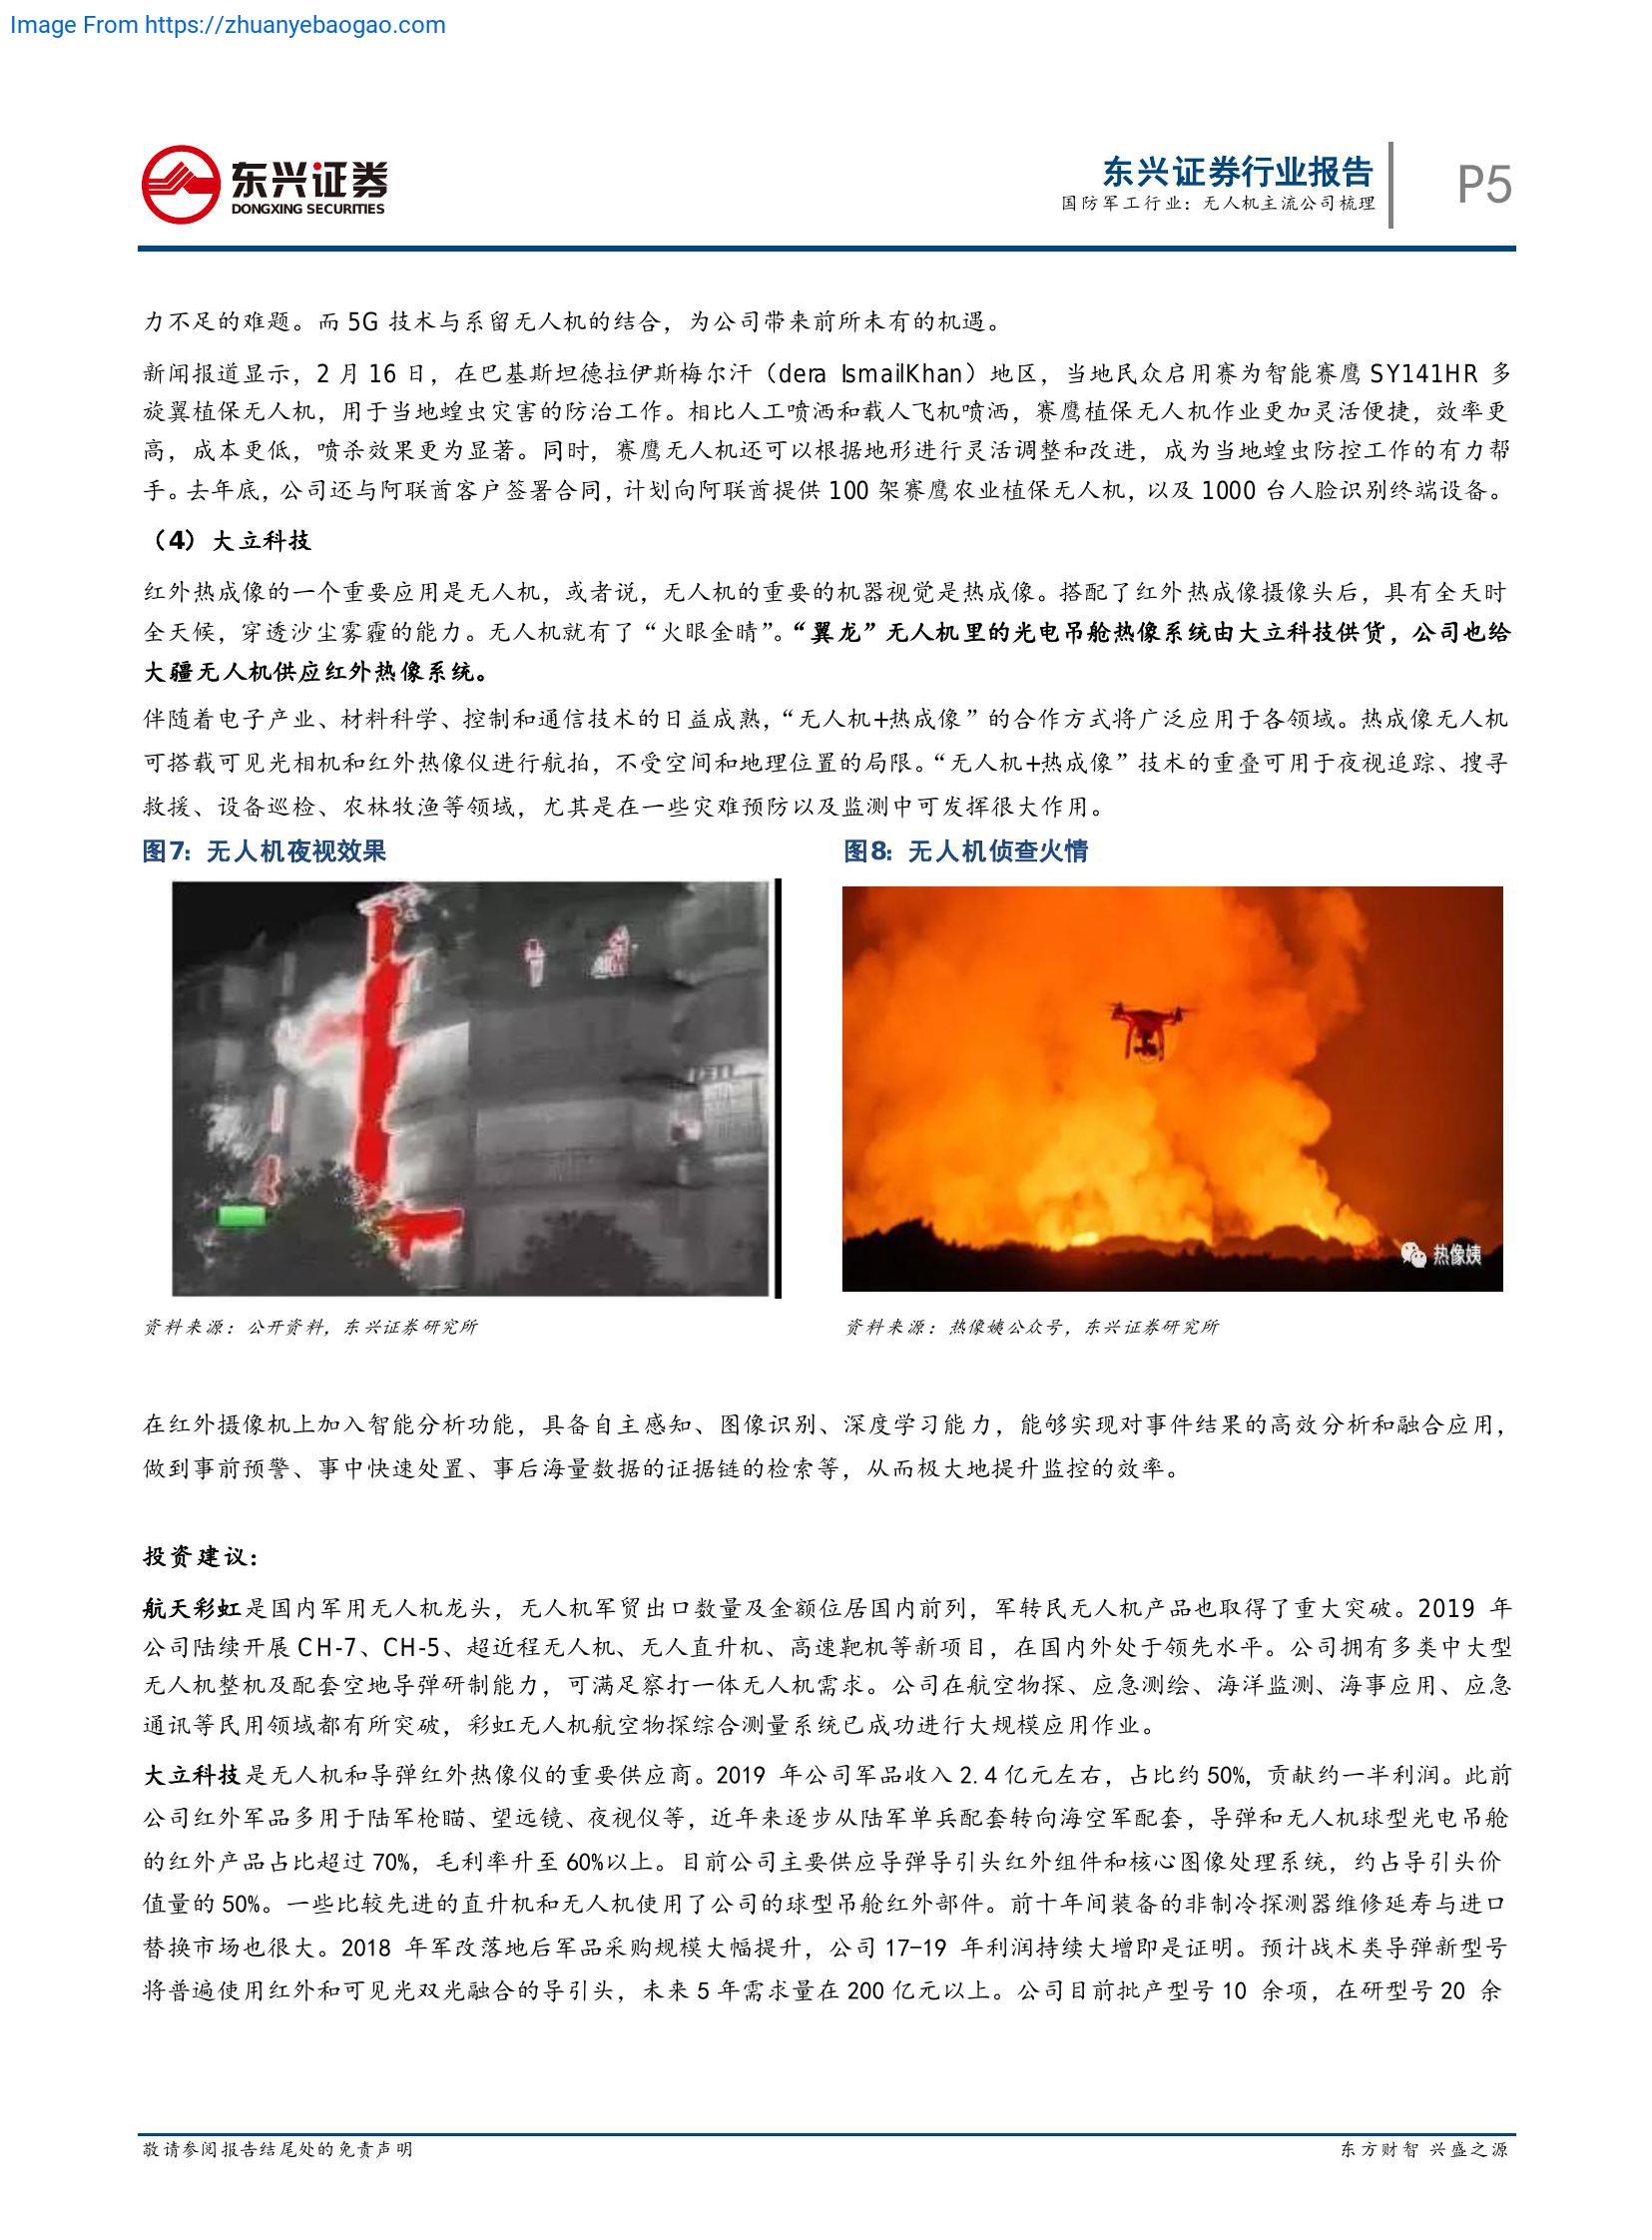 Image From https://zhuanyebaogao.com
东兴证券
DONGXING SECURITIES
东兴证券行业报告
国防军工行业：无人机主流公司梳理
P5
力不足的难题。而 5G 技术与系留无人机的结合，为公司带来前所未有的机遇。
新闻报道显示，2 月 16 日，在巴基斯坦德拉伊斯梅尔汗（dera IsmailKhan）地区，当地民众启用赛为智能赛鹰 SY141HR 多
旋翼植保无人机，用于当地蝗虫灾害的防治工作。相比人工喷洒和载人飞机喷洒，赛鹰植保无人机作业更加灵活便捷，效率更
高，成本更低，喷杀效果更为显著。同时，赛鹰无人机还可以根据地形进行灵活调整和改进，成为当地蝗虫防控工作的有力帮
手。去年底，公司还与阿联酋客户签署合同，计划向阿联酋提供 100 架赛鹰农业植保无人机，以及 1000 台人脸识别终端设备。
（4）大立科技
红外热成像的一个重要应用是无人机，或者说，无人机的重要的机器视觉是热成像。搭配了红外热成像摄像头后，具有全天时
全天候，穿透沙尘雾霾的能力。无人机就有了“火眼金睛”。“翼龙”无人机里的光电吊舱热像系统由大立科技供货，公司也给
大疆无人机供应红外热像系统。
伴随着电子产业、材料科学、控制和通信技术的日益成熟，“无人机+热成像”的合作方式将广泛应用于各领域。热成像无人机
可搭载可见光相机和红外热像仪进行航拍，不受空间和地理位置的局限。“无人机+热成像”技术的重叠可用于夜视追踪、搜寻
救援、设备巡检、农林牧渔等领域，尤其是在一些灾难预防以及监测中可发挥很大作用。
图7：无人机夜视效果
图8：无人机侦查火情
热像姨
资料来源：公开资料，东兴证券研究所
资料来源：热像姨公众号，东兴证券研究所
在红外摄像机上加入智能分析功能，具备自主感知、图像识别、深度学习能力，能够实现对事件结果的高效分析和融合应用，
做到事前预警、事中快速处置、事后海量数据的证据链的检索等，从而极大地提升监控的效率。
投资建议：
航天彩虹是国内军用无人机龙头，无人机军贸出口数量及金额位居国内前列，军转民无人机产品也取得了重大突破。2019 年
公司陆续开展 CH-7、CH-5、超近程无人机、无人直升机、高速靶机等新项目，在国内外处于领先水平。公司拥有多类中大型
无人机整机及配套空地导弹研制能力，可满足察打一体无人机需求。公司在航空物探、应急测绘、海洋监测、海事应用、应急
通讯等民用领域都有所突破，彩虹无人机航空物探综合测量系统已成功进行大规模应用作业。
大立科技是无人机和导弹红外热像仪的重要供应商。2019 年公司军品收入 2.4 亿元左右，占比约 50%，贡献约一半利润。此前
公司红外军品多用于陆军枪瞄、望远镜、夜视仪等，近年来逐步从陆军单兵配套转向海空军配套，导弹和无人机球型光电吊舱
的红外产品占比超过 70%，毛利率升至 60%以上。目前公司主要供应导弹导引头红外组件和核心图像处理系统，约占导引头价
值量的 50%。一些比较先进的直升机和无人机使用了公司的球型吊舱红外部件。前十年间装备的非制冷探测器维修延寿与进口
替换市场也很大。2018 年军改落地后军品采购规模大幅提升，公司 17-19 年利润持续大增即是证明。预计战术类导弹新型号
将普遍使用红外和可见光双光融合的导引头，未来 5 年需求量在 200 亿元以上。公司目前批产型号 10 余项，在研型号 20 余
敬请参阅报告结尾处的免责声明
东方财智 兴盛之源